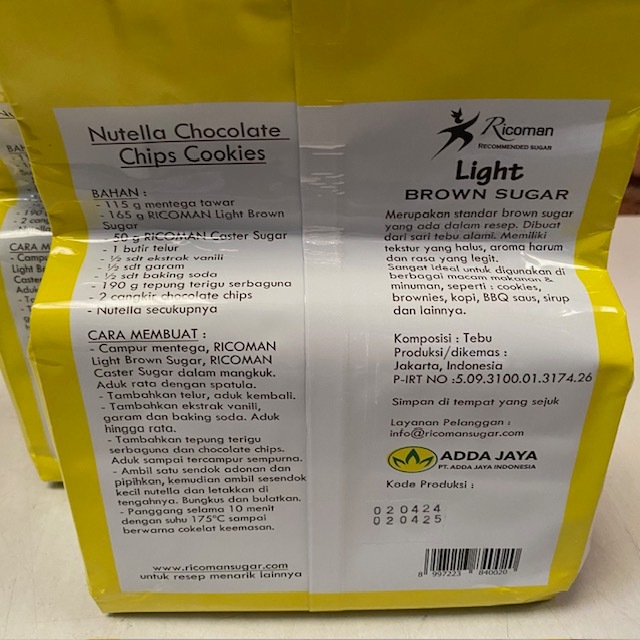 Nutella Chocolate
Chips Cookies
BAHAN :
- 115 g mentega tawar
- 165 g RICOMAN Light Brown
Sugar
- 50 g RICOMAN Caster Sugar
- 1 butir telur
- ½ sdt ekstrak vanili
- ½ sdt garam
- ½ sdt baking soda
- 190 g tepung terigu serbaguna
- 2 cangkir chocolate chips
- Nutella secukupnya
CARA MEMBUAT :
- Campur mentega, RICOMAN
Light Brown Sugar, RICOMAN
Caster Sugar dalam mangkuk.
Aduk rata dengan spatula.
- Tambahkan telur, aduk kembali.
- Tambahkan ekstrak vanili,
garam dan baking soda. Aduk
hingga rata.
- Tambahkan tepung terigu
serbaguna dan chocolate chips.
Aduk sampai tercampur sempurna.
- Ambil satu sendok adonan dan
pipihkan, kemudian ambil sesendok
kecil nutella dan letakkan di
tengahnya. Bungkus dan bulatkan.
- Panggang selama 10 menit
dengan suhu 175°C sampai
berwarna cokelat keemasan.
www.ricomansugar.com
untuk resep menarik lainnya
Ricoman
RECOMMENDED SUGAR
Light
BROWN SUGAR
Merupakan standar brown sugar
yang ada dalam resep. Dibuat
dari sari tebu alami. Memiliki
tekstur yang halus, aroma harum
dan rasa yang legit.
Sangat ideal untuk digunakan di
berbagai macam makanan &
minuman, seperti : cookies,
brownies, kopi, BBQ saus, sirup
dan lainnya.
Komposisi : Tebu
Produksi/dikemas :
Jakarta, Indonesia
P-IRT NO :5.09.3100.01.3174.26
Simpan di tempat yang sejuk
Layanan Pelanggan :
info@ricomansugar.com
ADDA JAYA
PT. ADDA JAYA INDONESIA
Kode Produksi :
020424
020425
8 997223 840020